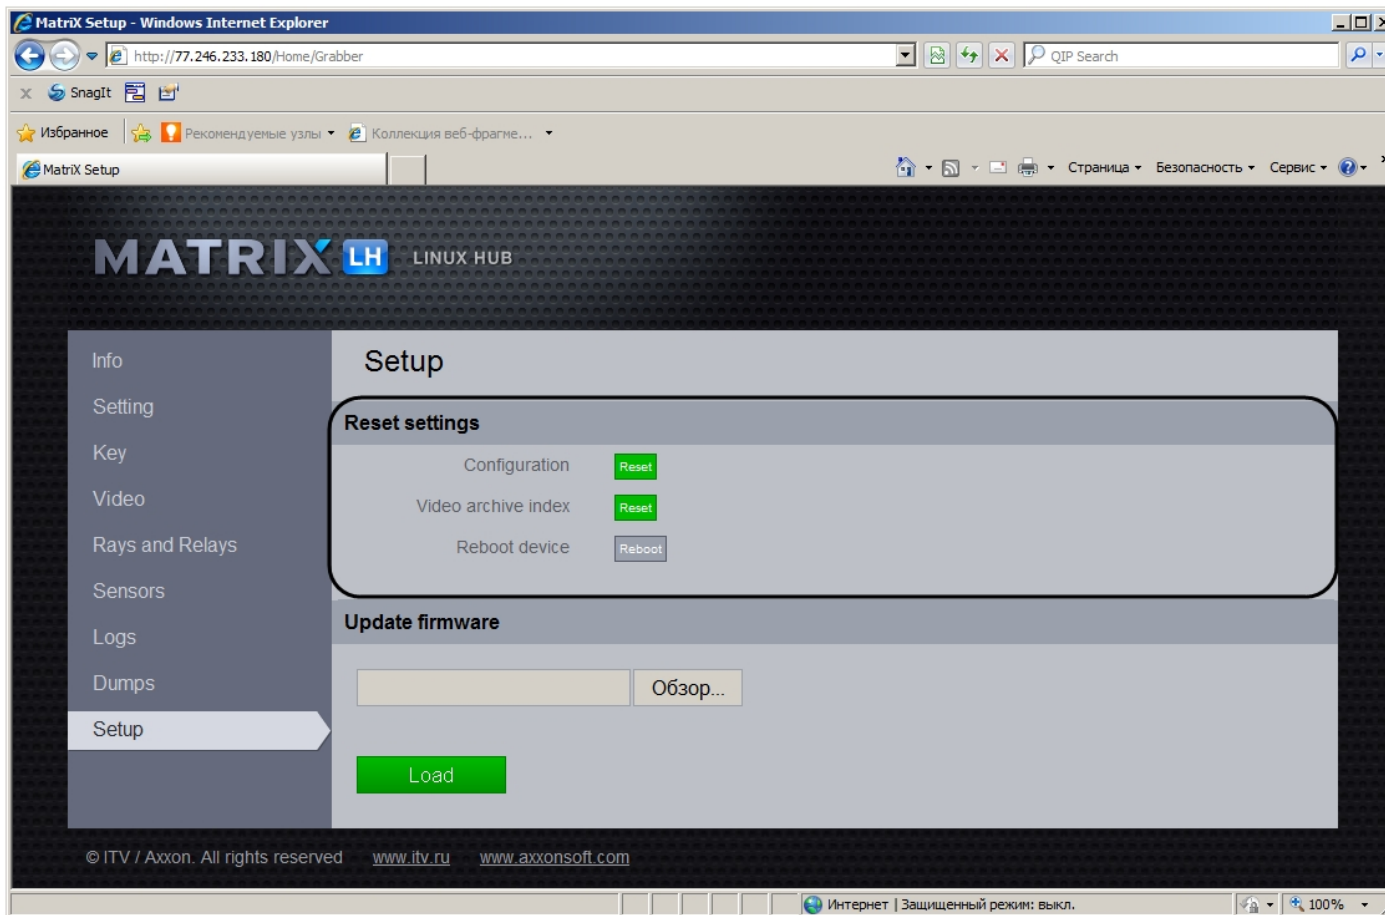 MatriX Setup - Windows Internet Explorer
http://77.246.233.180/Home/Grabber
QIP Search
x SnagIt
Избранное Рекомендуемые узлы Коллекция веб-фрагме...
MatriX Setup
Страница Безопасность Сервис
MATRIX LH LINUX HUB
Info
Setting
Key
Video
Rays and Relays
Sensors
Logs
Dumps
Setup
Setup
Reset settings
Configuration Reset
Video archive index Reset
Reboot device Reboot
Update firmware
Обзор...
Load
© ITV / Axxon. All rights reserved www.itv.ru www.axxonsoft.com
Интернет | Защищенный режим: выкл. 100%